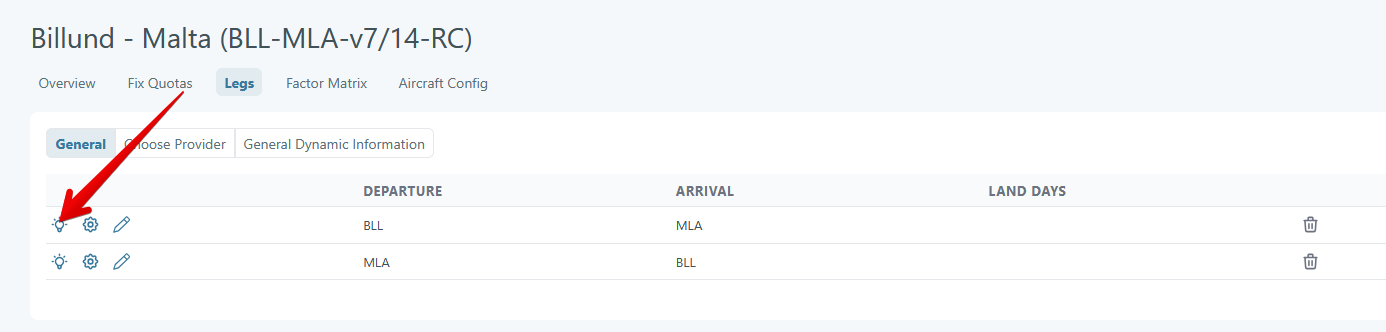 Billund - Malta (BLL-MLA-v7/14-RC)
Overview Fix Quotas Legs Factor Matrix Aircraft Config
General Choose Provider General Dynamic Information
DEPARTURE ARRIVAL LAND DAYS
BLL MLA
MLA BLL